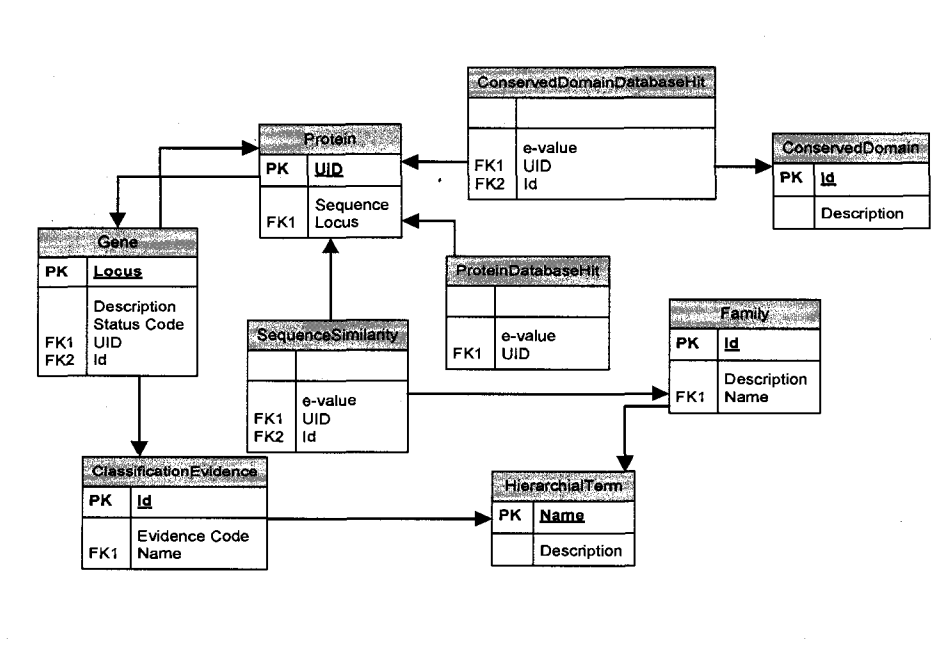 ConservedDomainDatabaseHit
e-value
FK1 UID
FK2 Id
Protein
PK UID
Sequence
FK1 Locus
ConservedDomain
PK Id
Description
Gene
PK Locus
Description
Status Code
FK1 UID
FK2 Id
ProteinDatabaseHit
e-value
FK1 UID
Family
PK Id
Description
FK1 Name
SequenceSimilarity
e-value
FK1 UID
FK2 Id
ClassificationEvidence
PK Id
Evidence Code
FK1 Name
HierarchialTerm
PK Name
Description